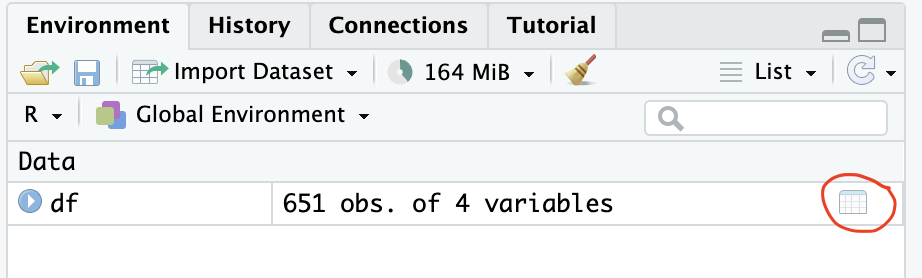 Environment History Connections Tutorial
Import Dataset 164 MiB List
R Global Environment
Data
df 651 obs. of 4 variables